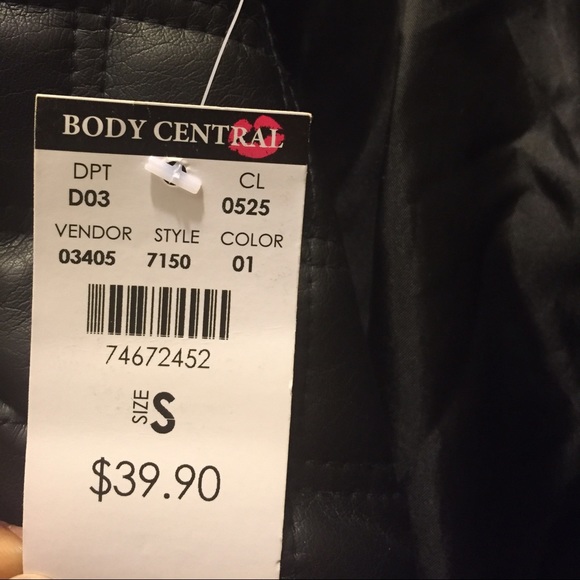 BODY CENTRAL
DPT CL
D03 0525
VENDOR STYLE COLOR
03405 7150 01
74672452
SIZE S
$39.90